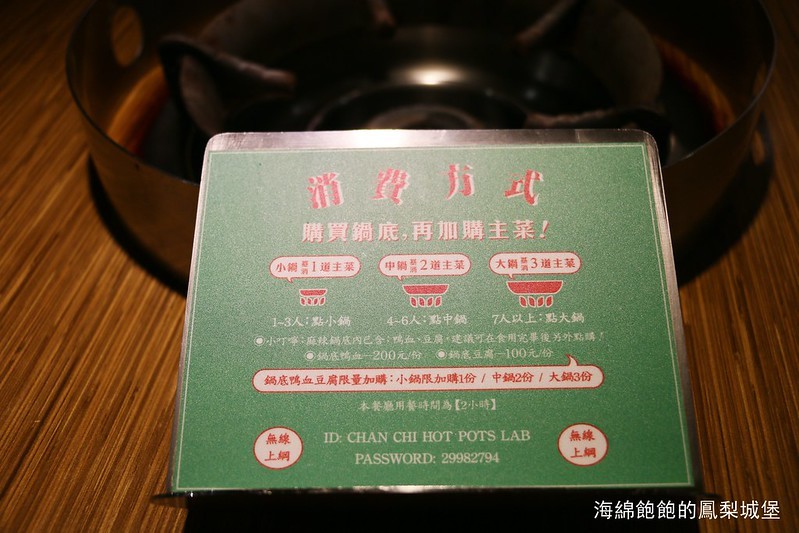 消費方式
購買鍋底,再加購主菜!
小鍋 基消 1道主菜 中鍋 基消 2道主菜 大鍋 基消 3道主菜
1-3人:點小鍋 4~6人:點中鍋 7人以上:點大鍋
●小叮嚀:麻辣鍋底內已含:鴨血、豆腐,建議可在食用完畢後另外點購!
●鍋底鴨血—200元/份 ●鍋底豆腐—100元/份
鍋底鴨血豆腐限量加購:小鍋限加購1份 / 中鍋2份 / 大鍋3份
本餐廳用餐時間為【2小時】
無線上網 ID: CHAN CHI HOT POTS LAB 無線上網
PASSWORD: 29982794
海綿飽飽的鳳梨城堡